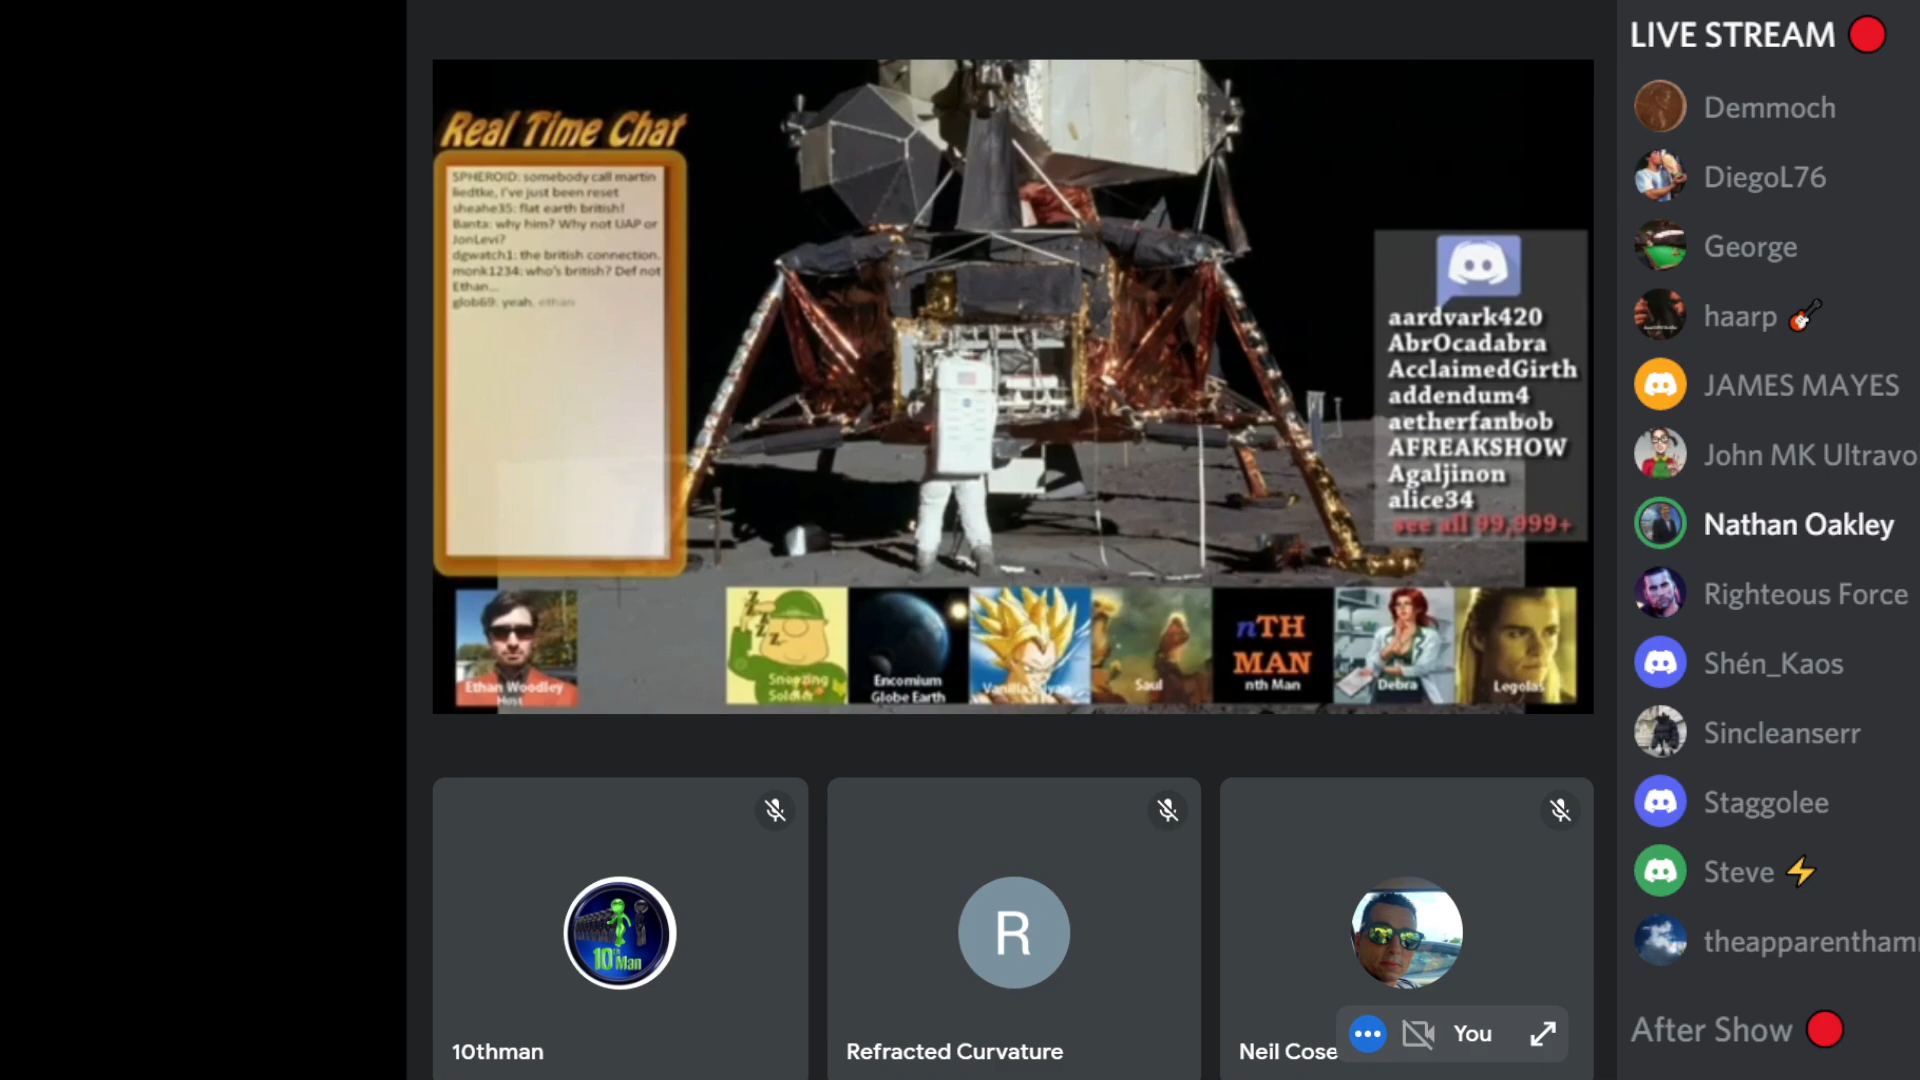 Real Time Chat
SPHEROID: somebody call martin
liedtke, I've just been reset
sheahe35: flat earth british!
Banta: why him? Why not UAP or
JonLevi?
dgwatch1: the british connection.
monk1234: who's british? Def not
Ethan...
glob69: yeah, ethan
aardvark420
AbrOcadabra
AcclaimedGirth
addendum4
aetherfanbob
AFREAKSHOW
Agaljinon
alice34
see all 99,999+
Ethan Woodley
Host
Z Z Z Z
Snoozing
Soldier
Encomium
Globe Earth
Saul
nTH
MAN
nth Man
Debra
Legolas
10th
Man
10thman
R
Refracted Curvature
Neil Cose
You
LIVE STREAM
Demmoch
DiegoL76
George
haarp
JAMES MAYES
John MK Ultravo
Nathan Oakley
Righteous Force
Shén_Kaos
Sincleanserr
Staggolee
Steve
theapparentham
After Show